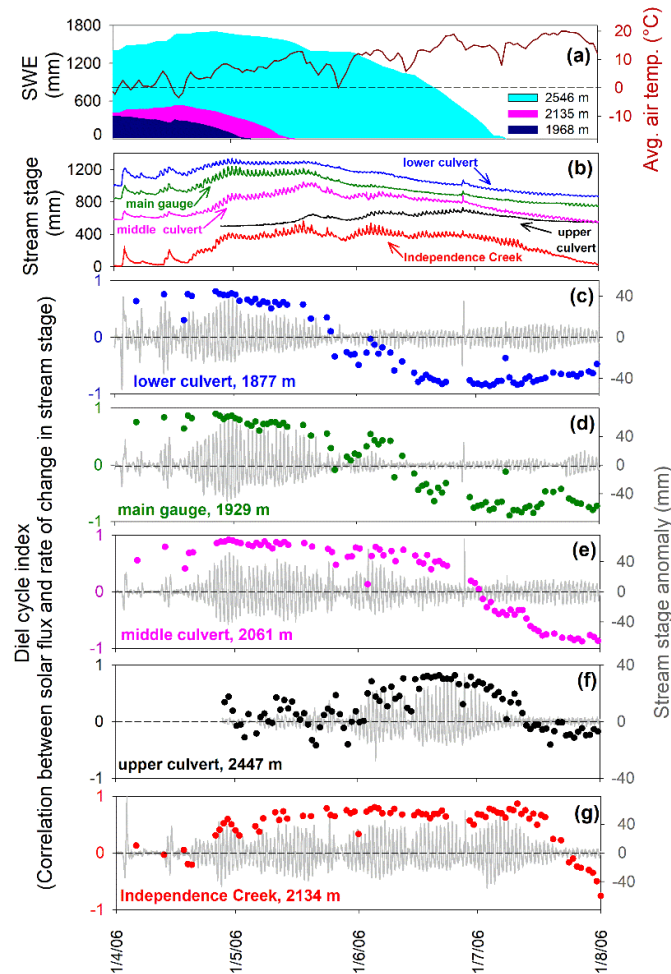 1800
1200
600
0
SWE
(mm)
(a)
2546 m
2135 m
1968 m
20
10
0
-10
Avg. air temp. (°C)
1200
800
400
0
Stream stage
(mm)
(b)
lower culvert
main gauge
middle culvert
upper
culvert
Independence Creek
Diel cycle index
(Correlation between solar flux and rate of change in stream stage)
Stream stage anomaly (mm)
1
0
-1
(c)
lower culvert, 1877 m
40
0
-40
1
0
-1
(d)
main gauge, 1929 m
40
0
-40
1
0
-1
(e)
middle culvert, 2061 m
40
0
-40
1
0
-1
(f)
upper culvert, 2447 m
40
20
0
-20
-40
1
0
-1
(g)
Independence Creek, 2134 m
40
0
-40
1/4/06
1/5/06
1/6/06
1/7/06
1/8/06